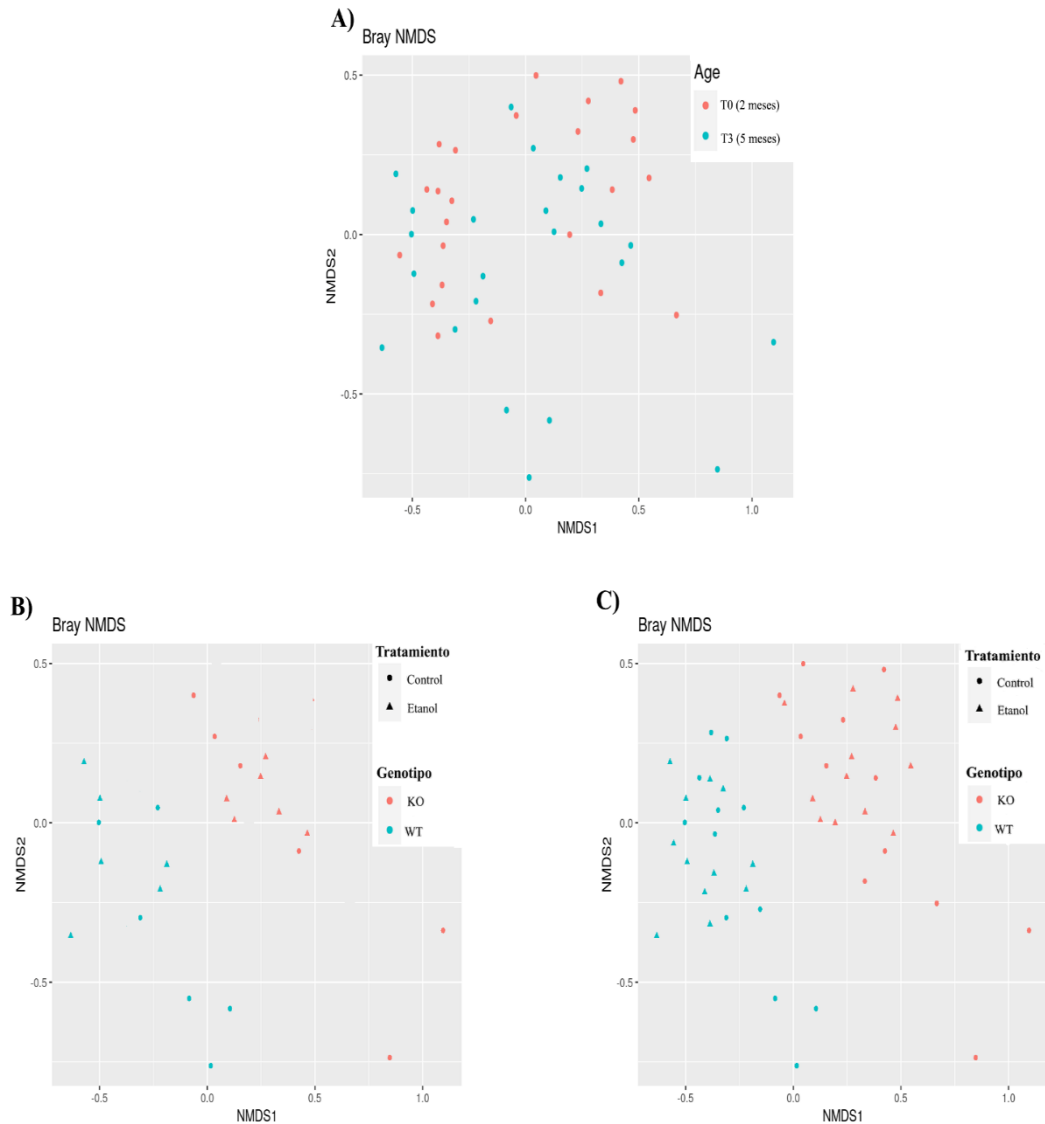 A)
Bray NMDS
Age
T0 (2 meses)
T3 (5 meses)
0.5
0.0
-0.5
NMDS2
-0.5
0.0
0.5
1.0
NMDS1
B)
Bray NMDS
Tratamiento
Control
Etanol
Genotipo
KO
WT
0.5
0.0
-0.5
NMDS2
-0.5
0.0
0.5
1.0
NMDS1
C)
Bray NMDS
Tratamiento
Control
Etanol
Genotipo
KO
WT
0.5
0.0
-0.5
NMDS2
-0.5
0.0
0.5
1.0
NMDS1